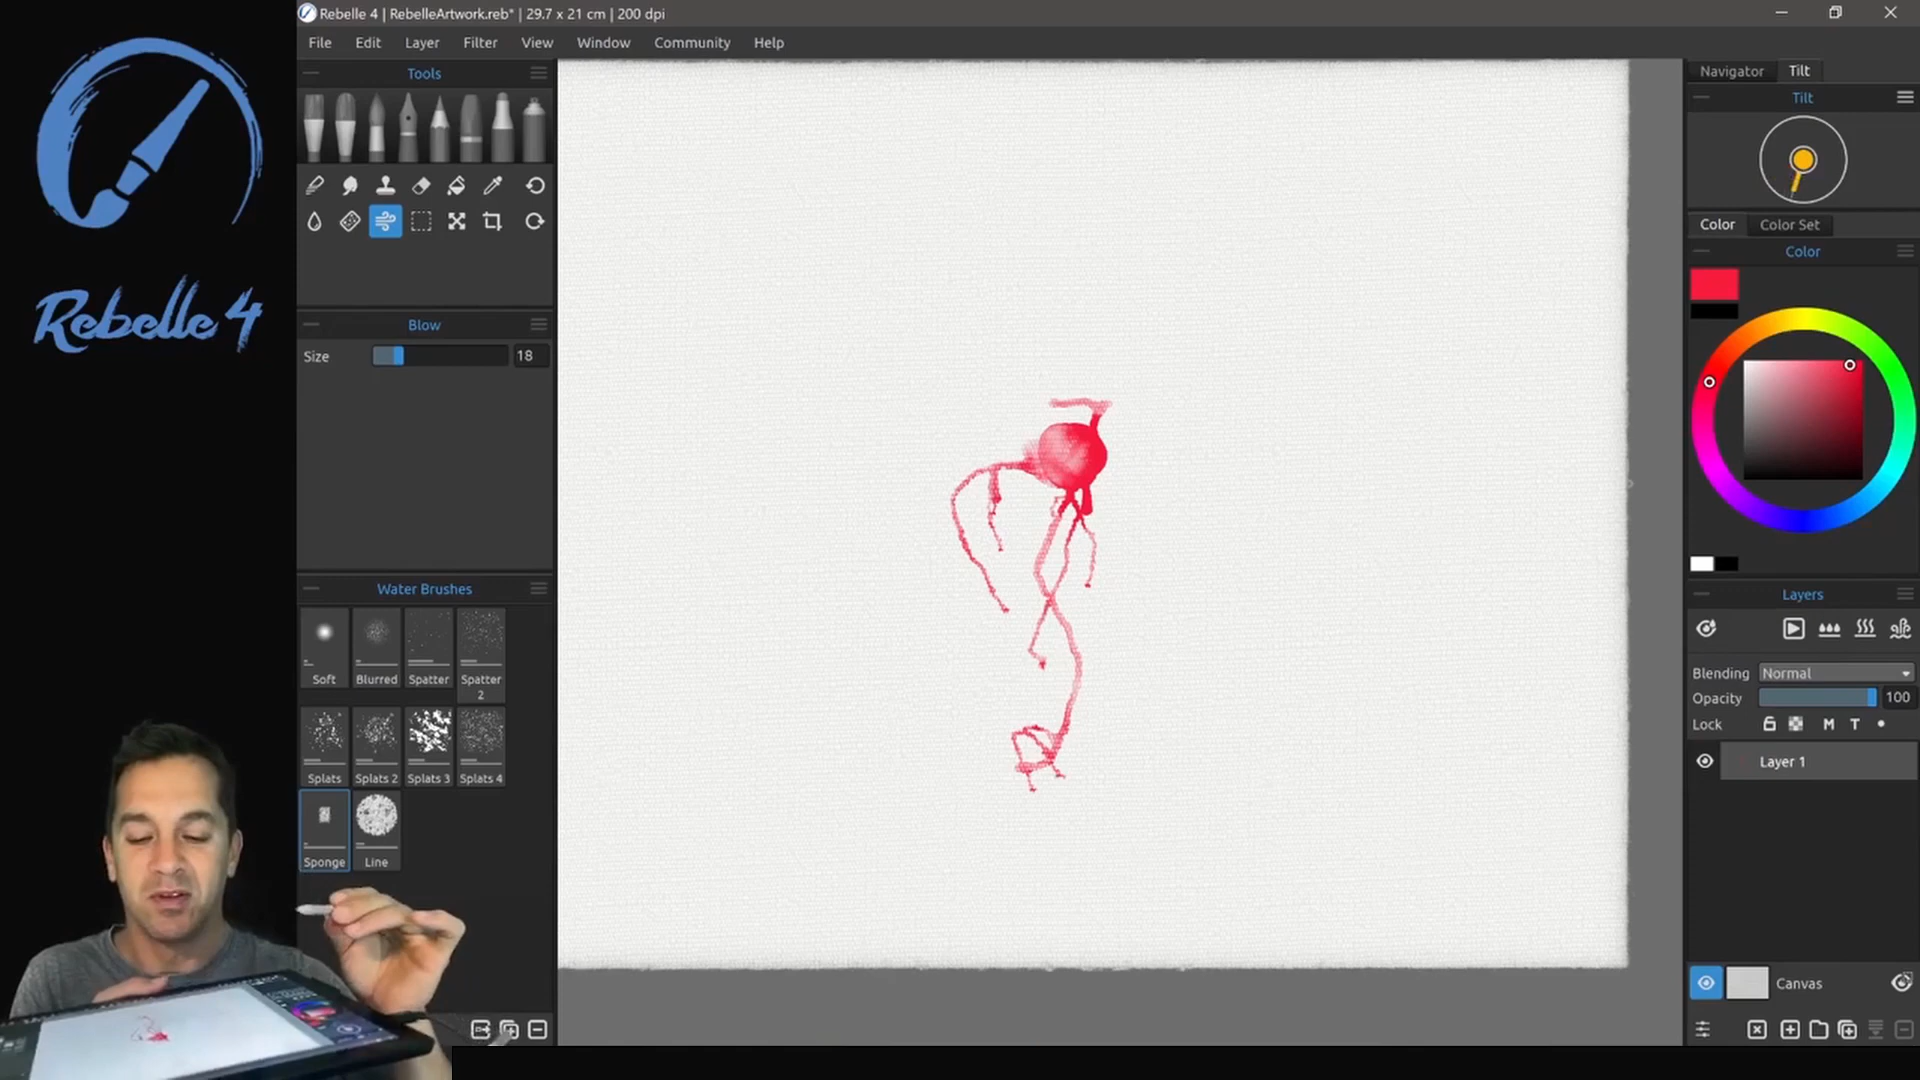 Rebelle 4 | RebelleArtwork.reb* | 29.7 x 21 cm | 200 dpi
File Edit Layer Filter View Window Community Help
Tools
Navigator Tilt
Tilt
Color Color Set
Color
Rebelle 4
Blow
Size 18
Water Brushes
Soft Blurred Spatter Spatter 2
Splats Splats 2 Splats 3 Splats 4
Sponge Line
Layers
Blending Normal
Opacity 100
Lock M T
Layer 1
Canvas